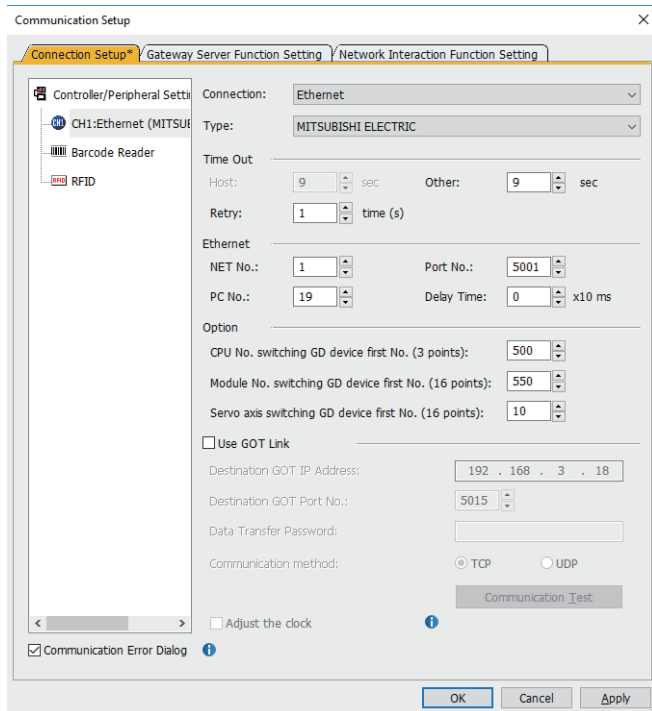 Communication Setup
Connection Setup* Gateway Server Function Setting Network Interaction Function Setting
Controller/Peripheral Settin
CH1 CH1:Ethernet (MITSUB
Barcode Reader
RFID RFID
Connection: Ethernet
Type: MITSUBISHI ELECTRIC
Time Out
Host: 9 sec Other: 9 sec
Retry: 1 time (s)
Ethernet
NET No.: 1 Port No.: 5001
PC No.: 19 Delay Time: 0 x10 ms
Option
CPU No. switching GD device first No. (3 points): 500
Module No. switching GD device first No. (16 points): 550
Servo axis switching GD device first No. (16 points): 10
Use GOT Link
Destination GOT IP Address: 192 . 168 . 3 . 18
Destination GOT Port No.: 5015
Data Transfer Password:
Communication method: TCP UDP
Communication Test
Adjust the clock
Communication Error Dialog
OK Cancel Apply